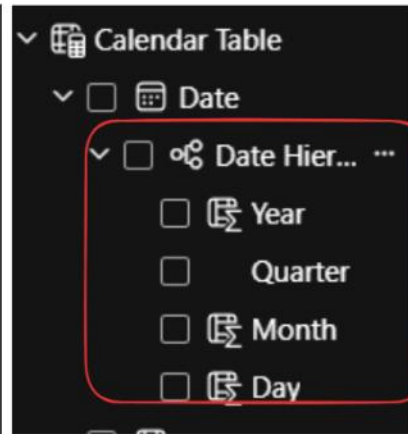 Calendar Table
Date
Date Hier... ...
Year
Quarter
Month
Day